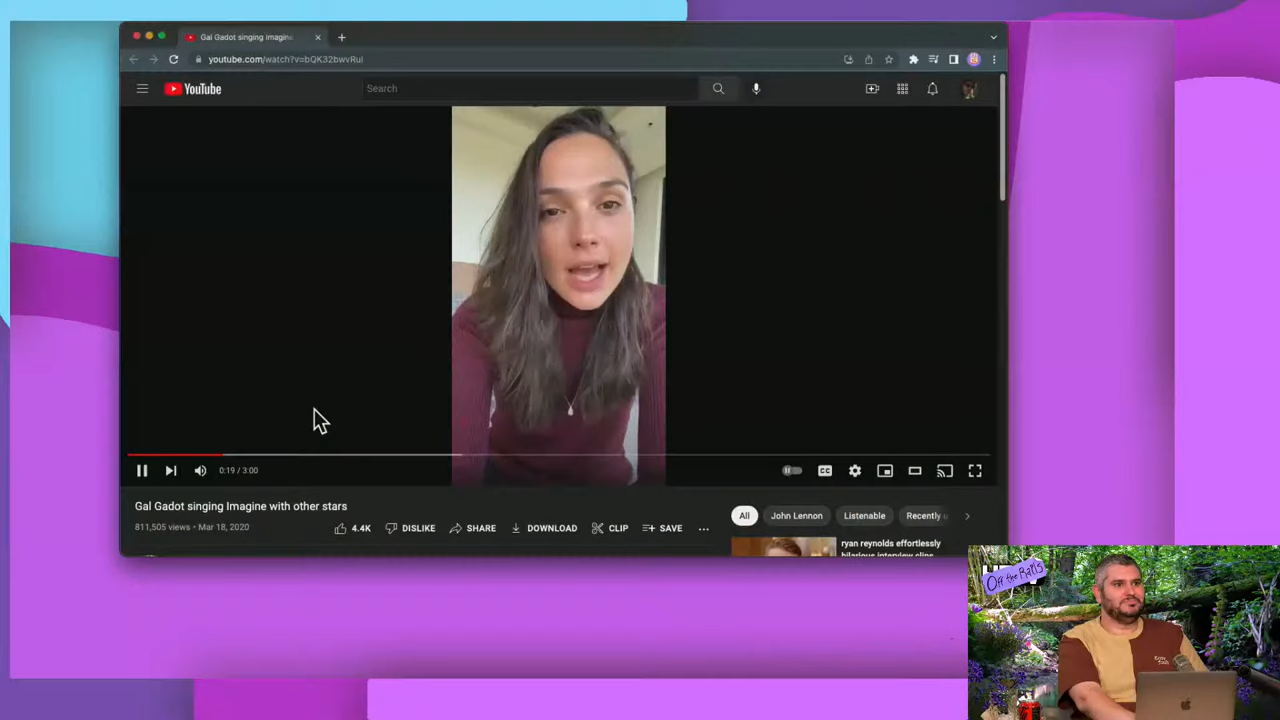 Gal Gadot singing imagine
youtube.com/watch?v=bQK32bwvRuI
YouTube
Search
0:19 / 3:00
CC
Gal Gadot singing Imagine with other stars
811,505 views • Mar 18, 2020
4.4K
DISLIKE
SHARE
DOWNLOAD
CLIP
SAVE
All
John Lennon
Listenable
Recently u
ryan reynolds effortlessly
hilarious interview clips
Off the Rails